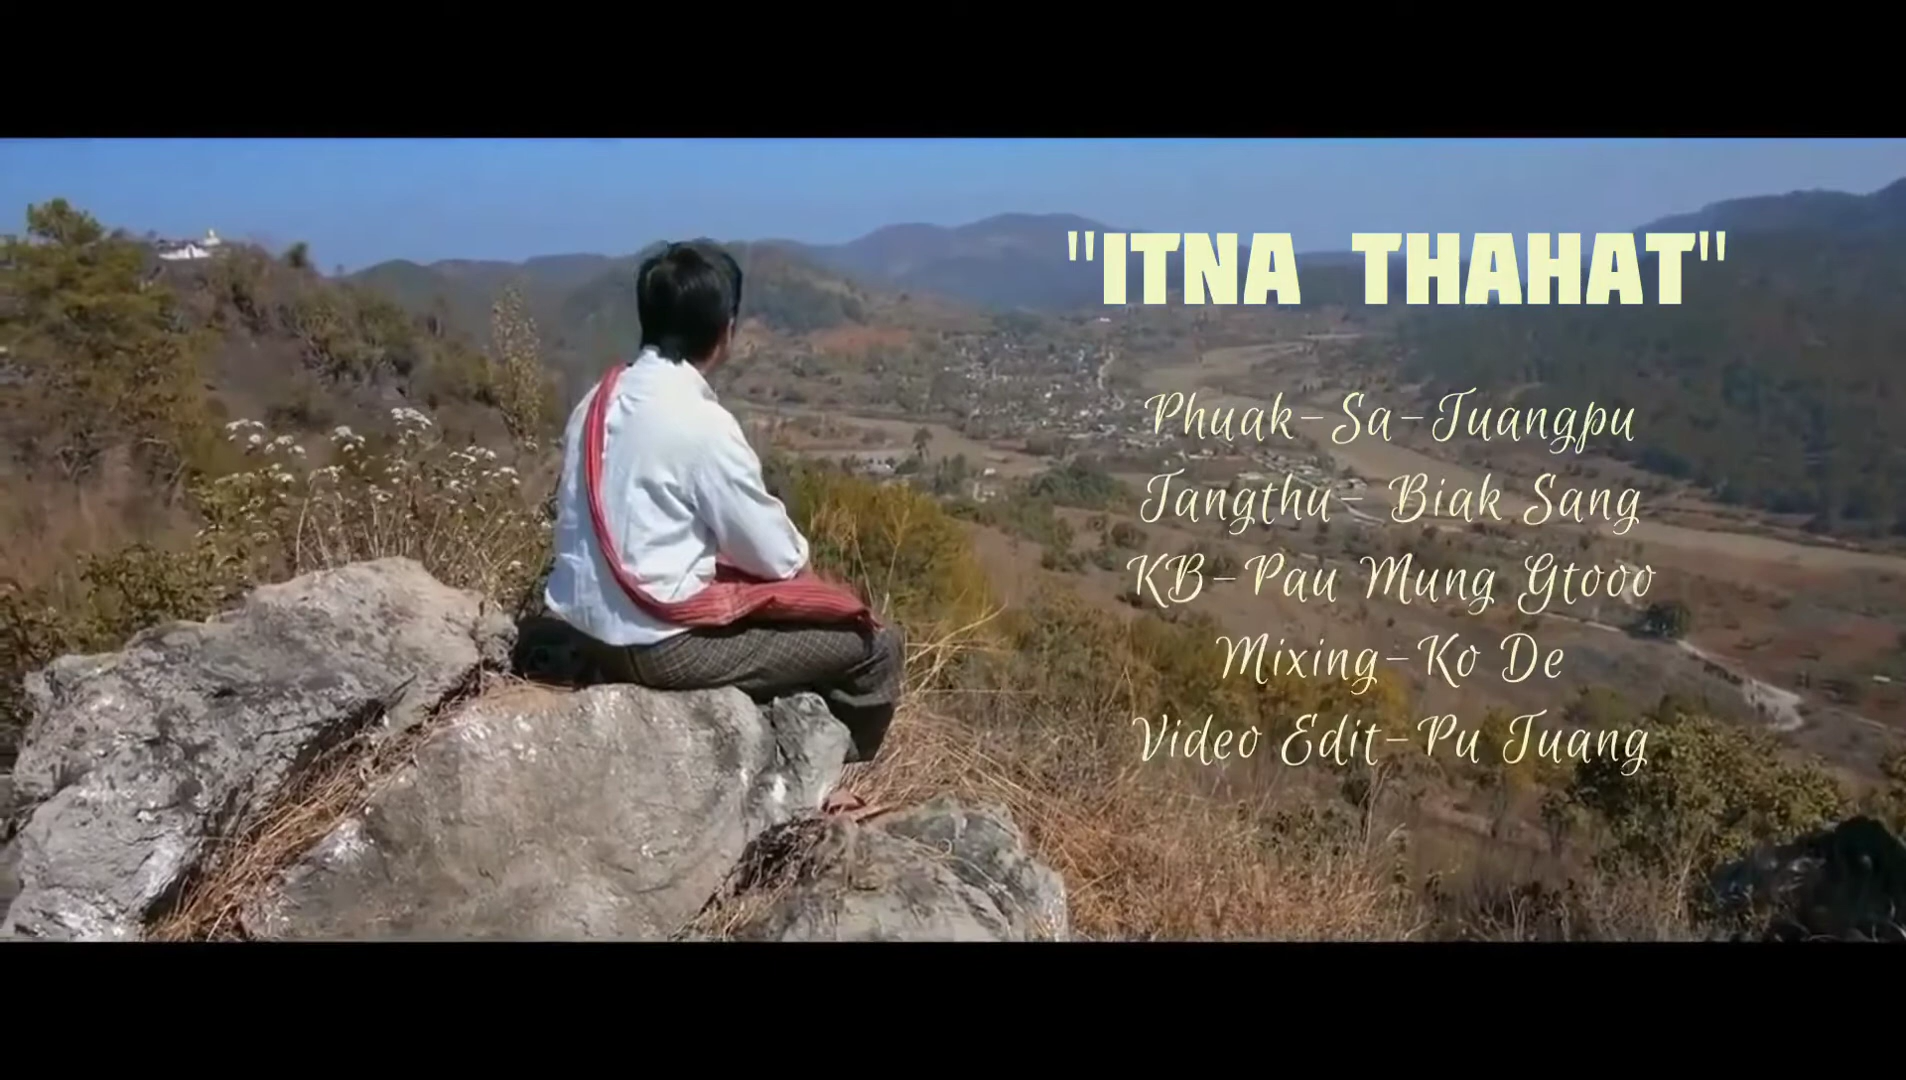 "ITNA THAHAT"
Phuak-Sa-Tuangpu
Tangthu- Biak Sang
KB-Pau Mung Gtooo
Mixing-Ko De
Video Edit-Pu Tuang